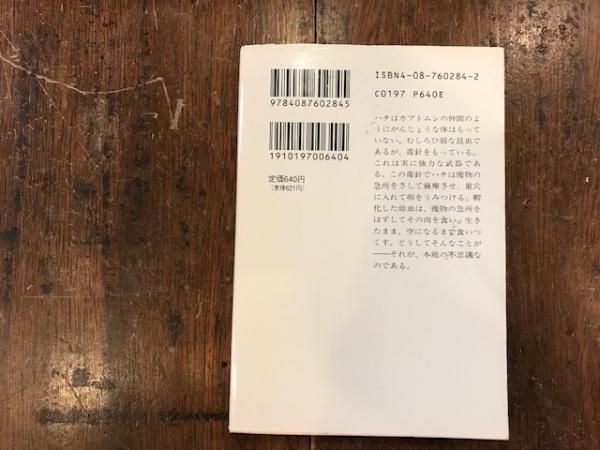 9784087602845
1910197006404
定価640円
(本体621円)
ISBN4-08-760284-2
C0197 P640E
ハチはカブトムシの仲間のよ
うにがんじょうな体はもって
いない。むしろひ弱な昆虫で
あるが、毒針をもっている。
これは実に強力な武器であ
る。この毒針でハチは獲物の
急所をさして麻痺させ、巣穴
に入れて卵をうみつける。孵
化した幼虫は、獲物の急所を
はずしてその肉を食い、生き
たまま、空になるまで食いつ
くす。どうしてそんなことが
――それが、本能の不思議な
のである。